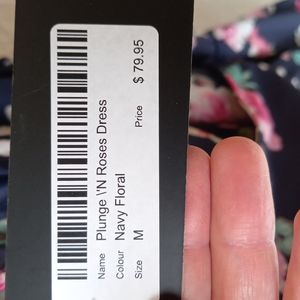 Name Plunge \'N Roses Dress
Colour Navy Floral
Size M Price $ 79.95